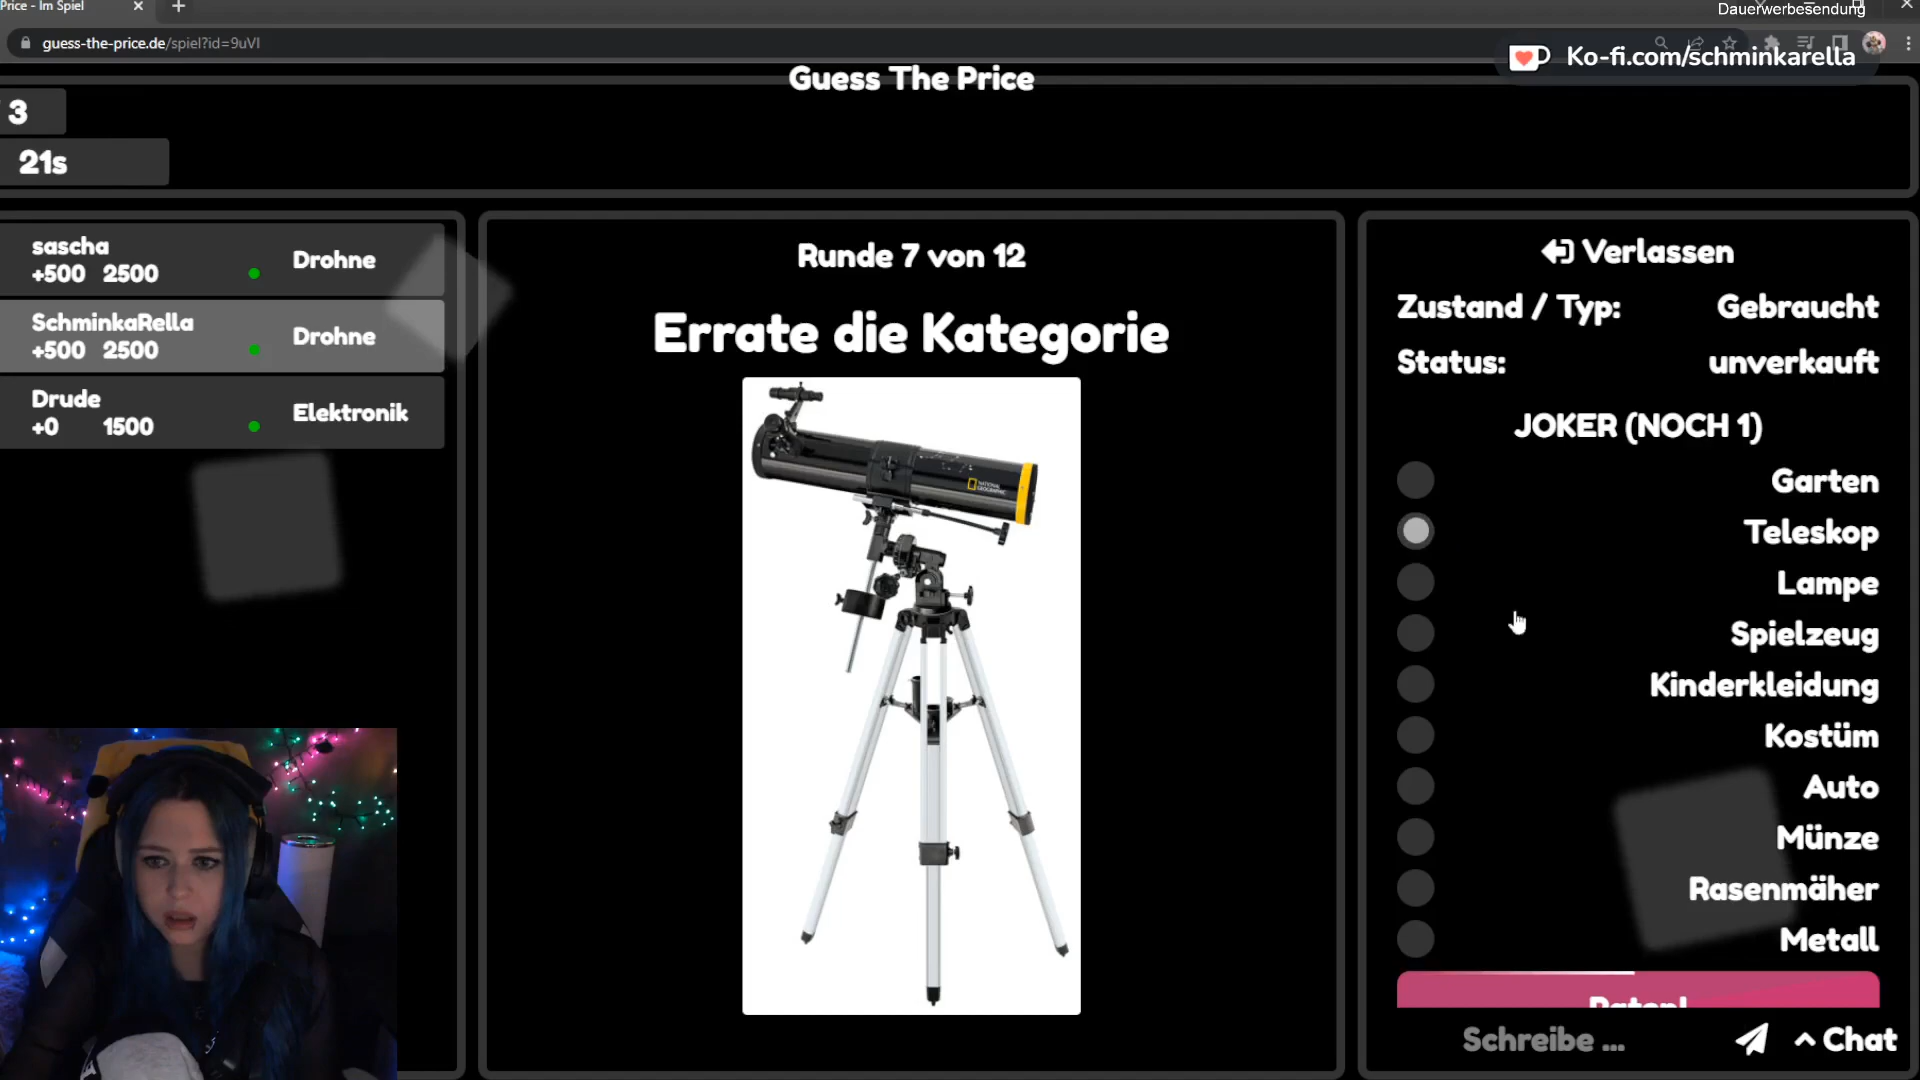 Price - Im Spiel
Dauerwerbesendung
guess-the-price.de/spiel?id=9uVI
Ko-fi.com/schminkarella
Guess The Price
3
21s
sascha
+500 2500
Drohne
SchminkaRella
+500 2500
Drohne
Drude
+0 1500
Elektronik
Runde 7 von 12
Errate die Kategorie
NATIONAL
GEOGRAPHIC
Verlassen
Zustand / Typ: Gebraucht
Status: unverkauft
JOKER (NOCH 1)
Garten
Teleskop
Lampe
Spielzeug
Kinderkleidung
Kostüm
Auto
Münze
Rasenmäher
Metall
Raten!
Schreibe ...
Chat